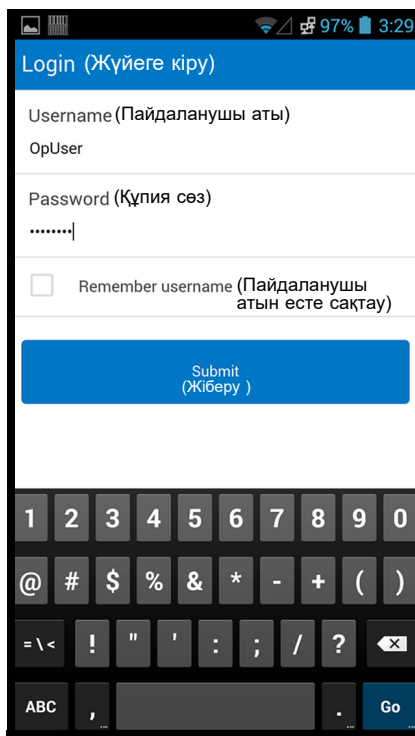 97% 3:29
Login (Жүйеге кіру)
Username (Пайдаланушы аты)
OpUser
Password (Құпия сөз)
••••••••
Remember username (Пайдаланушы
атын есте сақтау)
Submit
(Жіберу )
1 2 3 4 5 6 7 8 9 0
@ # $ % & * - + ( )
= \ < ! " ' : ; / ?
ABC , . Go